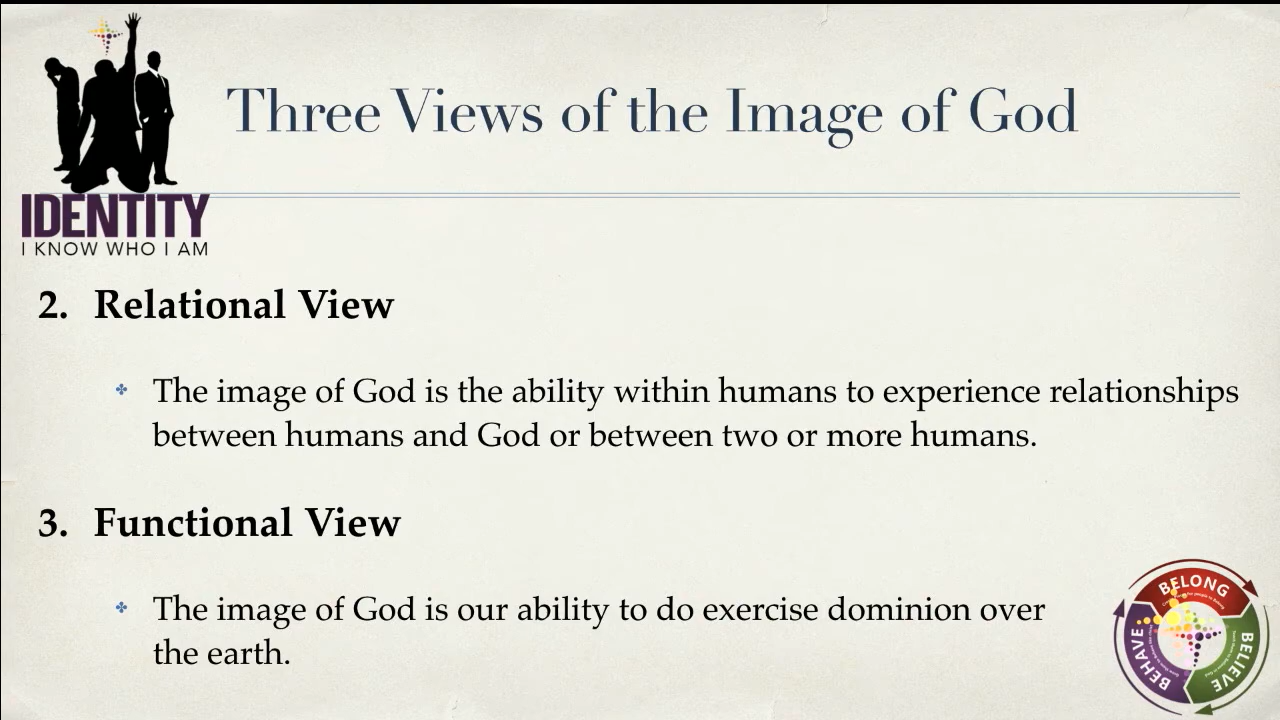 Three Views of the Image of God
IDENTITY
I KNOW WHO I AM
2. Relational View
The image of God is the ability within humans to experience relationships
between humans and God or between two or more humans.
3. Functional View
The image of God is our ability to do exercise dominion over
the earth.
BELONG
BELIEVE
BEHAVE